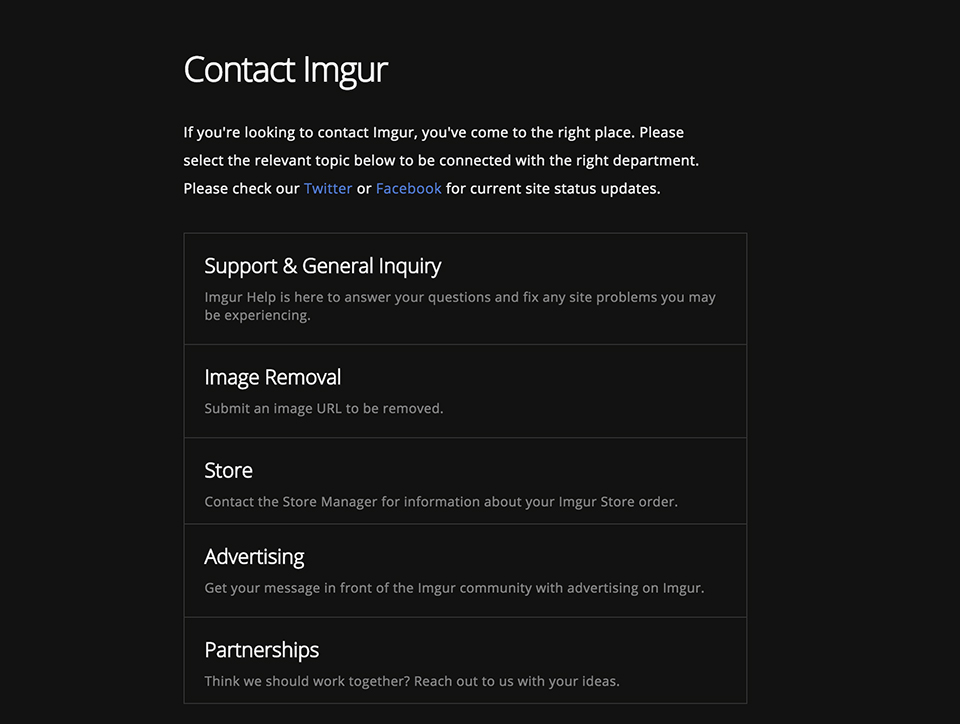 Contact Imgur
If you're looking to contact Imgur, you've come to the right place. Please
select the relevant topic below to be connected with the right department.
Please check our Twitter or Facebook for current site status updates.
Support & General Inquiry
Imgur Help is here to answer your questions and fix any site problems you may
be experiencing.
Image Removal
Submit an image URL to be removed.
Store
Contact the Store Manager for information about your Imgur Store order.
Advertising
Get your message in front of the Imgur community with advertising on Imgur.
Partnerships
Think we should work together? Reach out to us with your ideas.